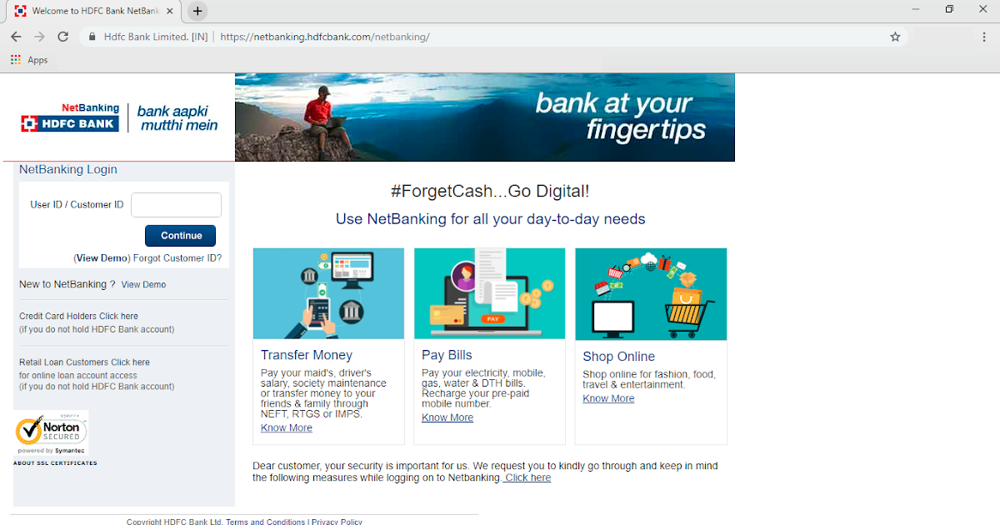 Welcome to HDFC Bank NetBank
Hdfc Bank Limited. [IN] | https://netbanking.hdfcbank.com/netbanking/
Apps
NetBanking
HDFC BANK
bank aapki
mutthi mein
bank at your
fingertips
NetBanking Login
User ID / Customer ID
Continue
(View Demo) Forgot Customer ID?
New to NetBanking ? View Demo
Credit Card Holders Click here
(if you do not hold HDFC Bank account)
Retail Loan Customers Click here
for online loan account access
(if you do not hold HDFC Bank account)
VERIFY
Norton
SECURED
powered by Symantec
ABOUT SSL CERTIFICATES
#ForgetCash...Go Digital!
Use NetBanking for all your day-to-day needs
Transfer Money
Pay your maid's, driver's
salary, society maintenance
or transfer money to your
friends & family through
NEFT, RTGS or IMPS.
Know More
PAY
Pay Bills
Pay your electricity, mobile,
gas, water & DTH bills.
Recharge your pre-paid
mobile number.
Know More
Shop Online
Shop online for fashion, food,
travel & entertainment.
Know More
Dear customer, your security is important for us. We request you to kindly go through and keep in mind
the following measures while logging on to Netbanking. Click here
Copyright HDFC Bank Ltd. Terms and Conditions | Privacy Policy